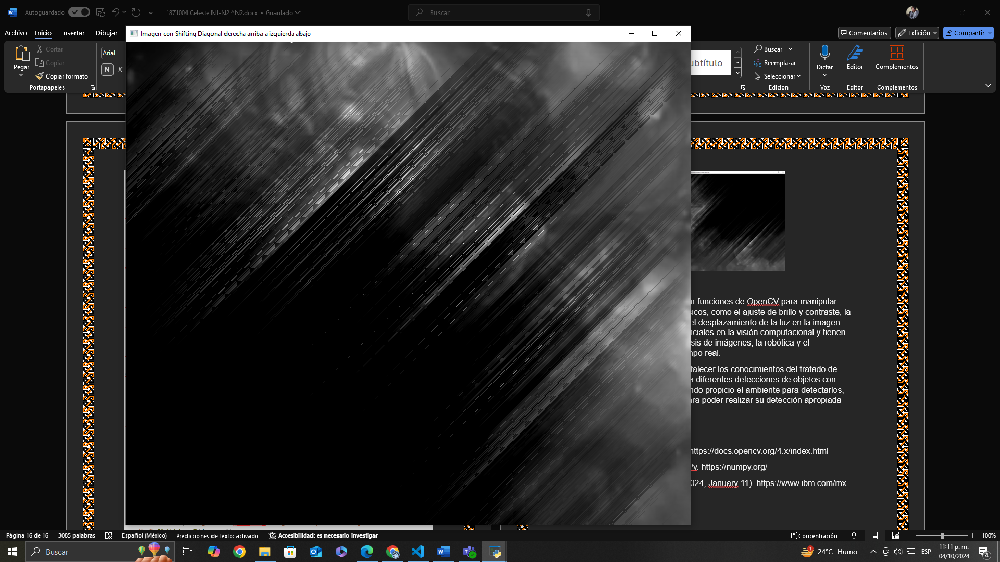 Autoguardado
1871004 Celeste N1-N2 ^N2.docx • Guardado
Buscar
Archivo
Inicio
Insertar
Dibujar
Comentarios
Edición
Compartir
Imagen con Shifting Diagonal derecha arriba a izquierda abajo
Pegar
Cortar
Copiar
Copiar formato
Portapapeles
Arial
N K
ubtítulo
Buscar
Reemplazar
Seleccionar
Edición
Dictar
Voz
Editor
Editor
Complementos
Complementos
ar funciones de OpenCV para manipular
sicos, como el ajuste de brillo y contraste, la
el desplazamiento de la luz en la imagen
nciales en la visión computacional y tienen
sis de imágenes, la robótica y el
mpo real.
talecer los conocimientos del tratado de
a diferentes detecciones de objetos con
ndo propicio el ambiente para detectarlos,
ara poder realizar su detección apropiada
https://docs.opencv.org/4.x/index.html
Py. https://numpy.org/
024, January 11). https://www.ibm.com/mx-
Página 16 de 16
3085 palabras
Español (México)
Predicciones de texto: activado
Accesibilidad: es necesario investigar
Concentración
100%
Buscar
1
24°C Humo
ESP
11:11 p. m.
04/10/2024
4